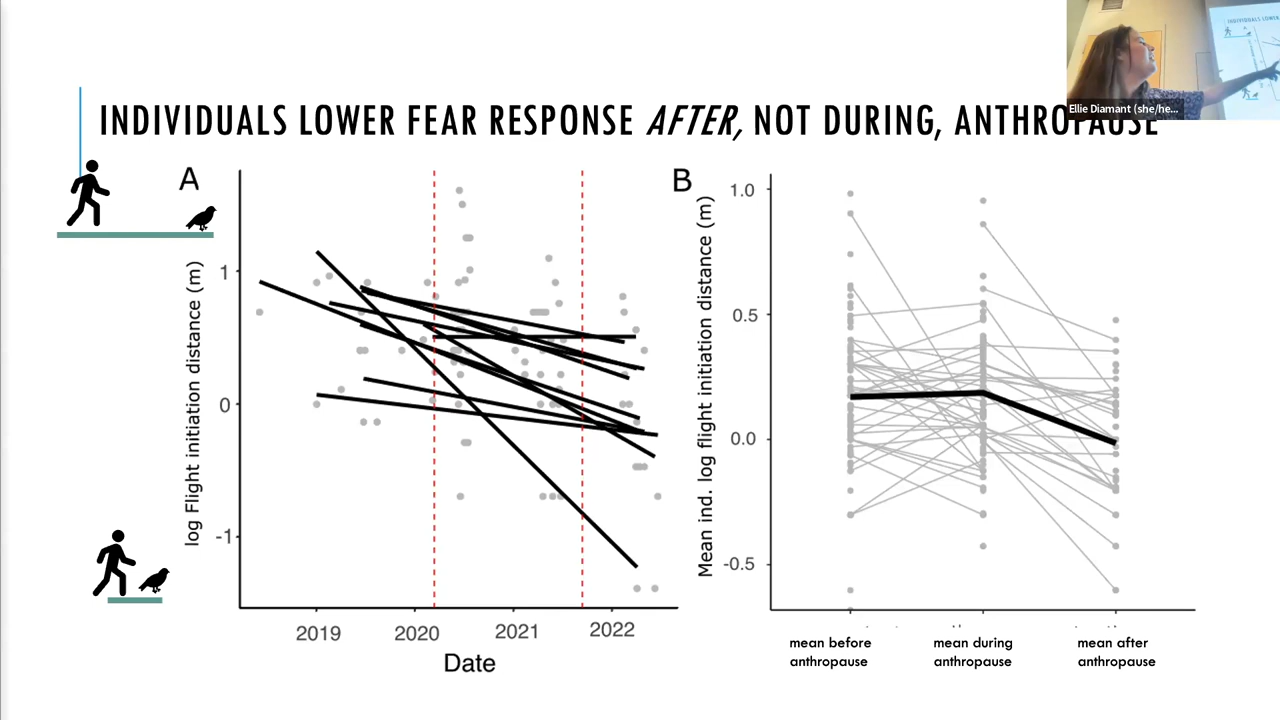 INDIVIDUALS LOWER FEAR RESPONSE AFTER, NOT DURING, ANTHROPAUSE
Ellie Diamant (she/he...
A
log Flight initiation distance (m)
1
0
-1
2019
2020
2021
2022
Date
B
Mean ind. log flight initiation distance (m)
1.0
0.5
0.0
-0.5
mean before
anthropause
mean during
anthropause
mean after
anthropause